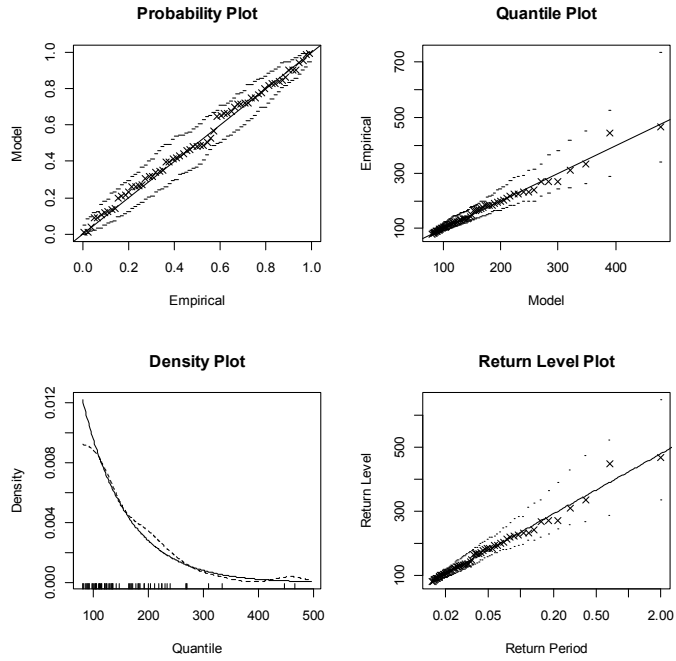 Probability Plot
Model
0.0 0.2 0.4 0.6 0.8 1.0
0.0 0.2 0.4 0.6 0.8 1.0
Empirical
Quantile Plot
Empirical
100 300 500 700
100 200 300 400
Model
Density Plot
Density
0.000 0.004 0.008 0.012
100 200 300 400 500
Quantile
Return Level Plot
Return Level
100 300 500
0.02 0.05 0.20 0.50 2.00
Return Period